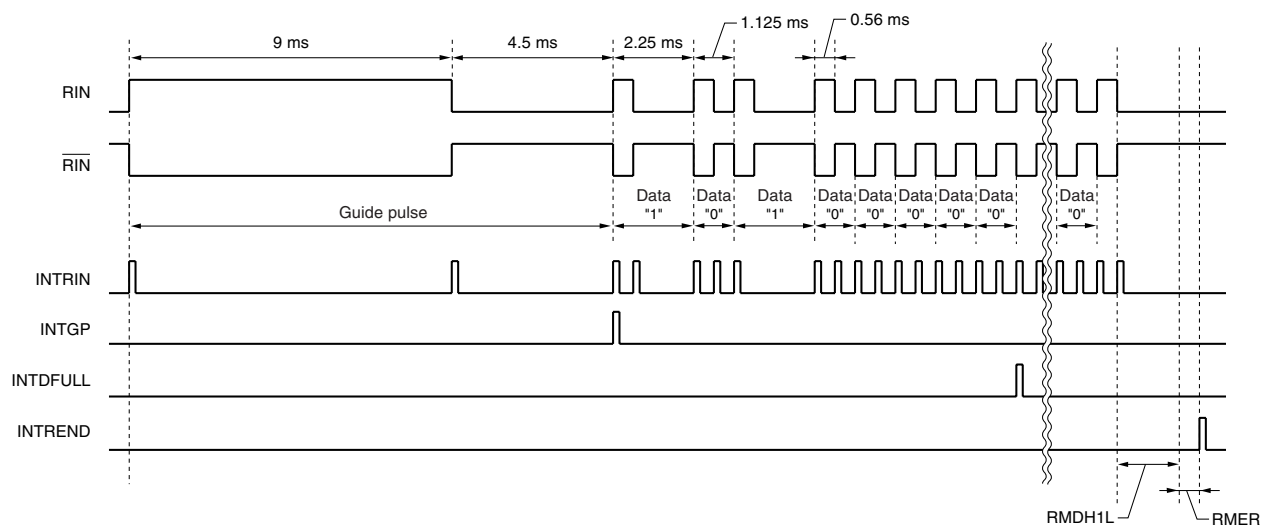 9 ms
4.5 ms
2.25 ms
1.125 ms
0.56 ms
RIN
RIN
Guide pulse
Data "1"
Data "0"
Data "1"
Data "0"
Data "0"
Data "0"
Data "0"
Data "0"
Data "0"
INTRIN
INTGP
INTDFULL
INTREND
RMDH1L
RMER